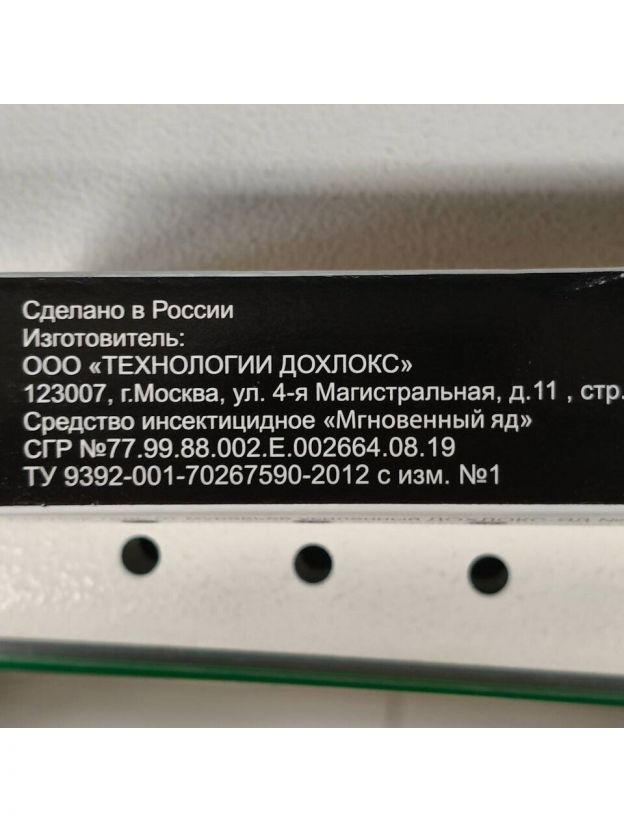 Сделано в России
Изготовитель:
ООО «ТЕХНОЛОГИИ ДОХЛОКС»
123007, г.Москва, ул. 4-я Магистральная, д.11 , стр.
Средство инсектицидное «Мгновенный яд»
СГР №77.99.88.002.Е.002664.08.19
ТУ 9392-001-70267590-2012 с изм. №1